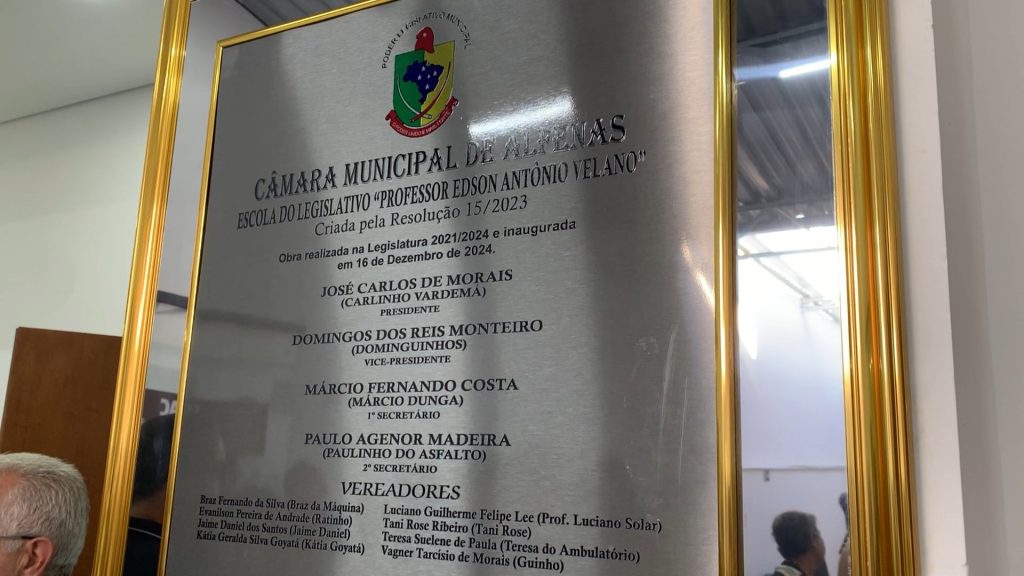 PODER LEGISLATIVO MUNICIPAL
CÂMARA MUNICIPAL DE ALFENAS
ESCOLA DO LEGISLATIVO "PROFESSOR EDSON ANTÔNIO VELANO"
Criada pela Resolução 15/2023
Obra realizada na Legislatura 2021/2024 e inaugurada
em 16 de Dezembro de 2024.
JOSÉ CARLOS DE MORAIS
(CARLINHO VARDEMÁ)
PRESIDENTE
DOMINGOS DOS REIS MONTEIRO
(DOMINGUINHOS)
VICE-PRESIDENTE
MÁRCIO FERNANDO COSTA
(MÁRCIO DUNGA)
1º SECRETÁRIO
PAULO AGENOR MADEIRA
(PAULINHO DO ASFALTO)
2º SECRETÁRIO
VEREADORES
Braz Fernando da Silva (Braz da Máquina)
Evanilson Pereira de Andrade (Ratinho)
Jaime Daniel dos Santos (Jaime Daniel)
Kátia Geralda Silva Goyatá (Kátia Goyatá)
Luciano Guilherme Felipe Lee (Prof. Luciano Solar)
Tani Rose Ribeiro (Tani Rose)
Teresa Suelene de Paula (Teresa do Ambulatório)
Vagner Tarcísio de Morais (Guinho)